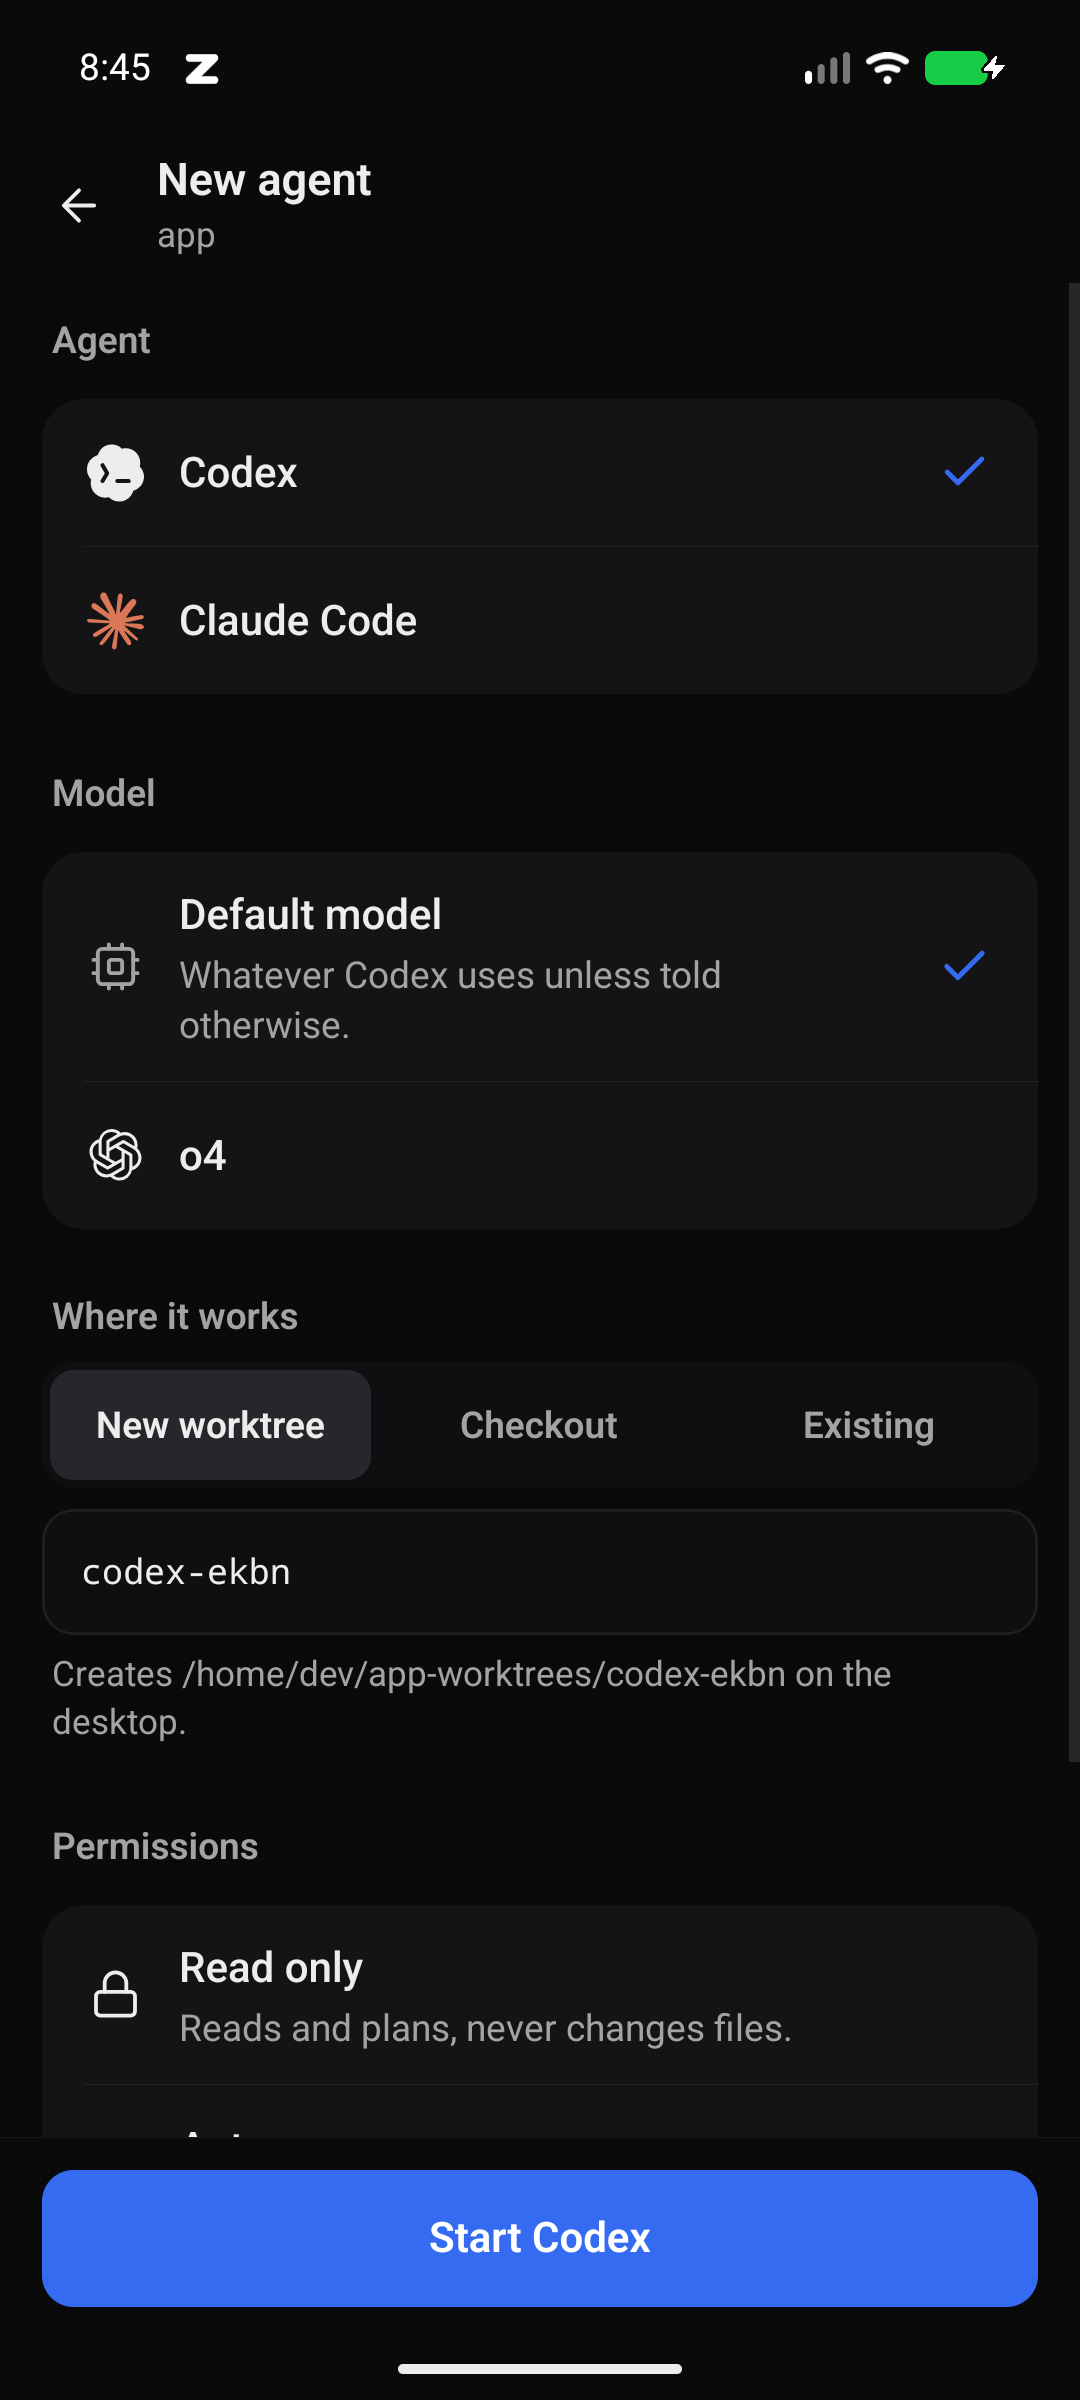 8:45
New agent
app
Agent
Codex
Claude Code
Model
Default model
Whatever Codex uses unless told
otherwise.
o4
Where it works
New worktree
Checkout
Existing
codex-ekbn
Creates /home/dev/app-worktrees/codex-ekbn on the
desktop.
Permissions
Read only
Reads and plans, never changes files.
Start Codex